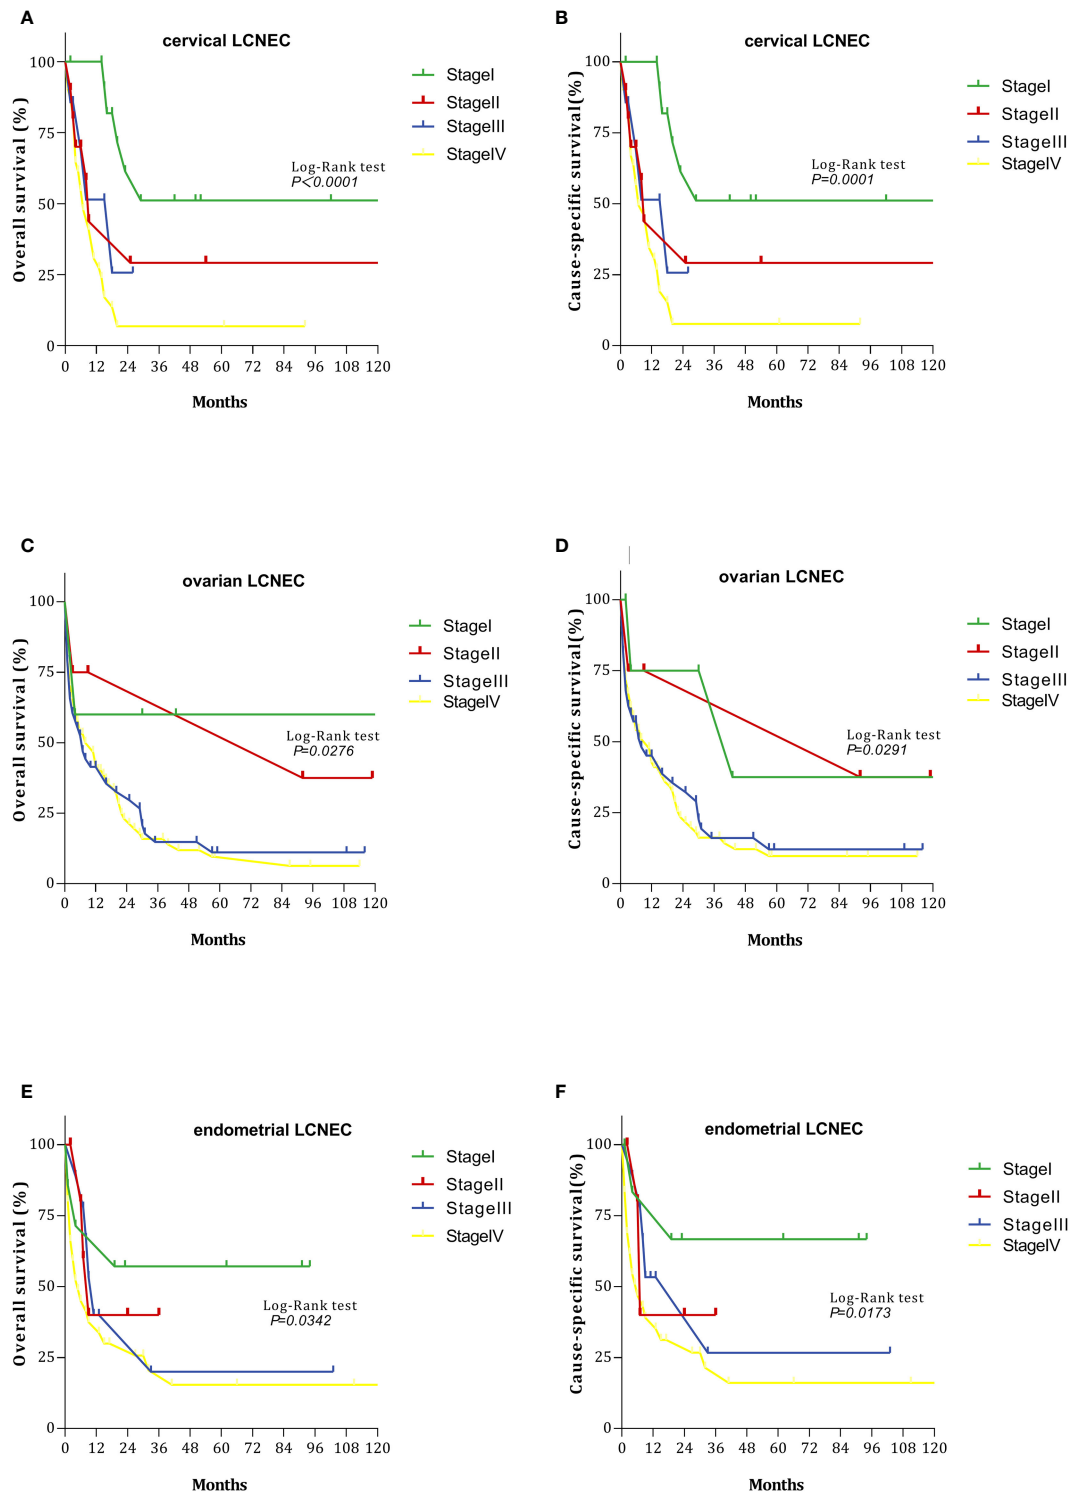 A
cervical LCNEC
Overall survival (%)
100
75
50
25
0
0 12 24 36 48 60 72 84 96 108 120
Months
StageI
StageII
StageIII
StageIV
Log-Rank test
P<0.0001
B
cervical LCNEC
Cause-specific survival(%)
100
75
50
25
0
0 12 24 36 48 60 72 84 96 108 120
Months
StageI
StageII
StageIII
StageIV
Log-Rank test
P=0.0001
C
ovarian LCNEC
Overall survival (%)
100
75
50
25
0
0 12 24 36 48 60 72 84 96 108 120
Months
StageI
StageII
StageIII
StageIV
Log-Rank test
P=0.0276
D
ovarian LCNEC
Cause-specific survival(%)
100
75
50
25
0
0 12 24 36 48 60 72 84 96 108 120
Months
StageI
StageII
StageIII
StageIV
Log-Rank test
P=0.0291
E
endometrial LCNEC
Overall survival (%)
100
75
50
25
0
0 12 24 36 48 60 72 84 96 108 120
Months
StageI
StageII
StageIII
StageIV
Log-Rank test
P=0.0342
F
endometrial LCNEC
Cause-specific survival(%)
100
75
50
25
0
0 12 24 36 48 60 72 84 96 108 120
Months
StageI
StageII
StageIII
StageIV
Log-Rank test
P=0.0173